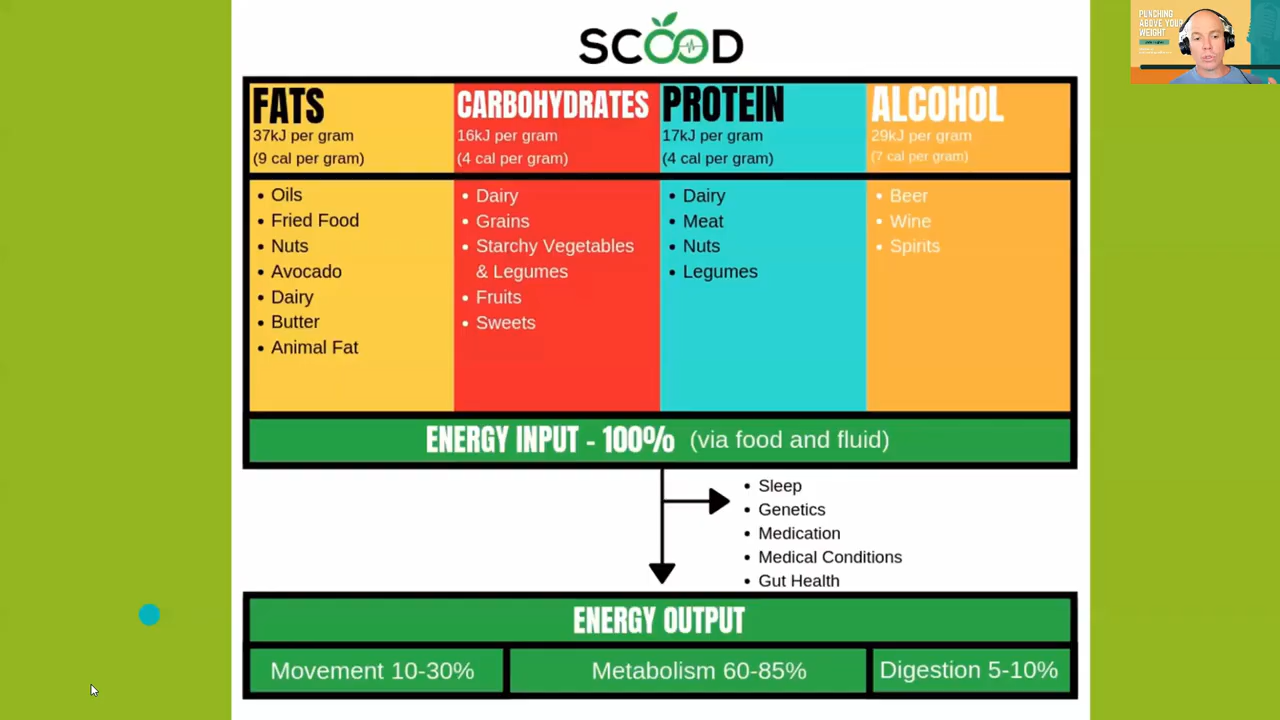 SCOOD
FATS
37kJ per gram
(9 cal per gram)
CARBOHYDRATES
16kJ per gram
(4 cal per gram)
PROTEIN
17kJ per gram
(4 cal per gram)
ALCOHOL
29kJ per gram
(7 cal per gram)
• Oils
• Fried Food
• Nuts
• Avocado
• Dairy
• Butter
• Animal Fat
• Dairy
• Grains
• Starchy Vegetables
& Legumes
• Fruits
• Sweets
• Dairy
• Meat
• Nuts
• Legumes
• Beer
• Wine
• Spirits
ENERGY INPUT - 100% (via food and fluid)
• Sleep
• Genetics
• Medication
• Medical Conditions
• Gut Health
ENERGY OUTPUT
Movement 10-30%
Metabolism 60-85%
Digestion 5-10%
PUNCHING
ABOVE YOUR
WEIGHT